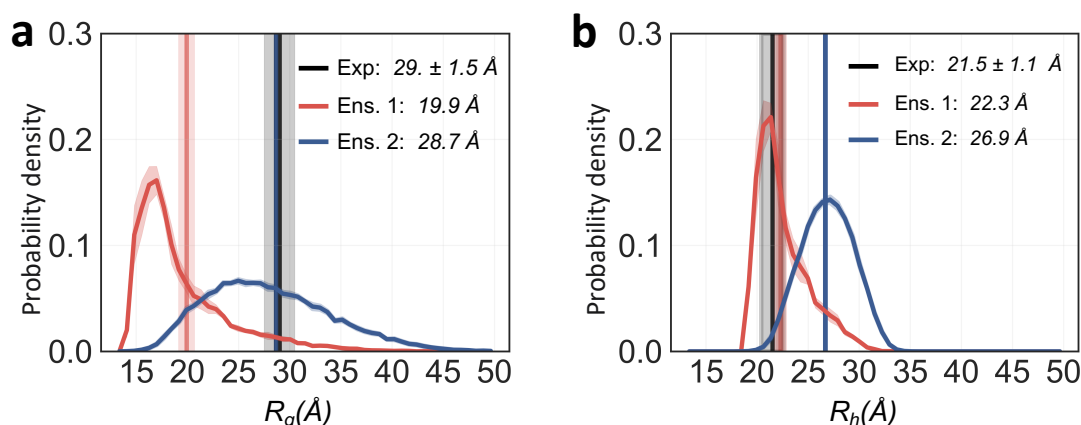 a
0.3
0.2
0.1
0.0
Probability density
15 20 25 30 35 40 45 50
Rg(Å)
Exp: 29. ± 1.5 Å
Ens. 1: 19.9 Å
Ens. 2: 28.7 Å
b
0.3
0.2
0.1
0.0
Probability density
15 20 25 30 35 40 45 50
Rh(Å)
Exp: 21.5 ± 1.1 Å
Ens. 1: 22.3 Å
Ens. 2: 26.9 Å